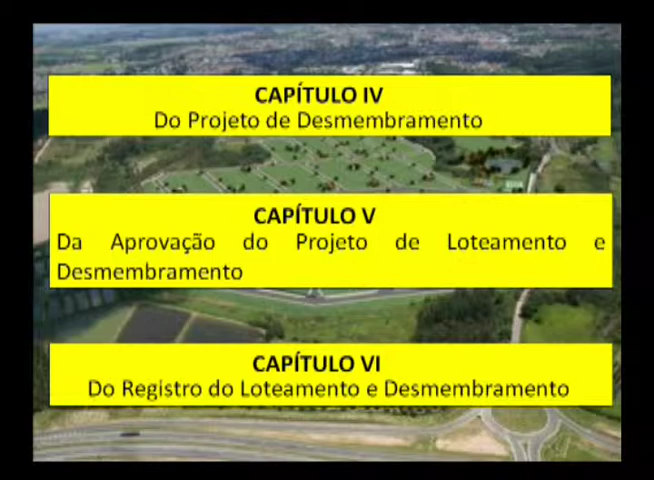 CAPÍTULO IV
Do Projeto de Desmembramento
CAPÍTULO V
Da Aprovação do Projeto de Loteamento e
Desmembramento
CAPÍTULO VI
Do Registro do Loteamento e Desmembramento